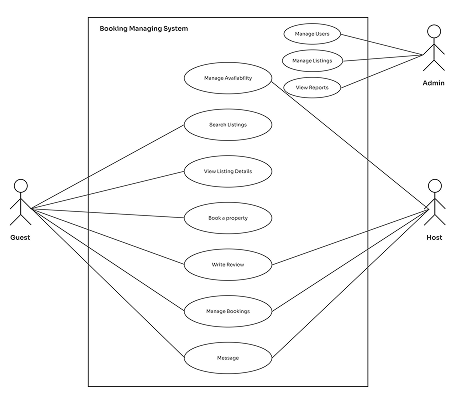 Booking Managing System
Manage Users
Manage Listings
View Reports
Admin
Manage Availability
Search Listings
View Listing Details
Book a property
Write Review
Manage Bookings
Message
Guest
Host